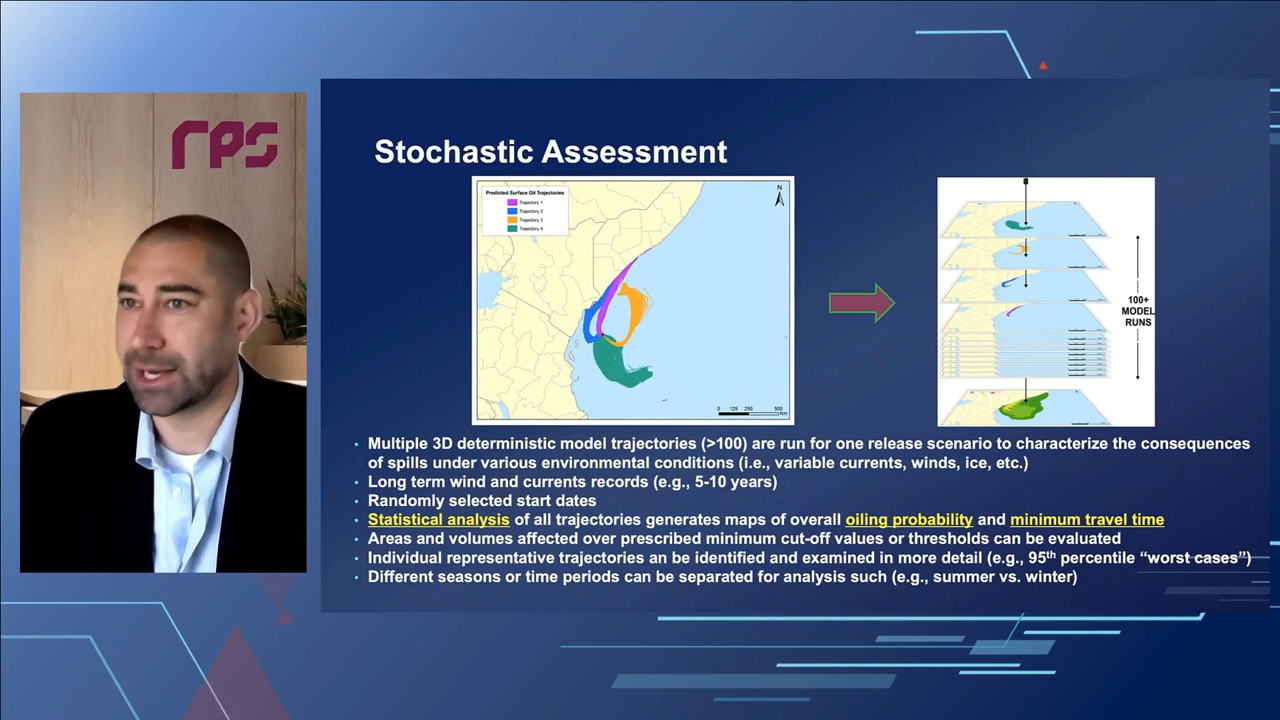 rps
Stochastic Assessment
Predicted Surface Oil Trajectories
Trajectory 1
Trajectory 2
Trajectory 3
Trajectory 4
N
0 125 250 500
Km
100+
MODEL
RUNS
Multiple 3D deterministic model trajectories (>100) are run for one release scenario to characterize the consequences
of spills under various environmental conditions (i.e., variable currents, winds, ice, etc.)
Long term wind and currents records (e.g., 5-10 years)
Randomly selected start dates
Statistical analysis of all trajectories generates maps of overall oiling probability and minimum travel time
Areas and volumes affected over prescribed minimum cut-off values or thresholds can be evaluated
Individual representative trajectories an be identified and examined in more detail (e.g., 95th percentile “worst cases”)
Different seasons or time periods can be separated for analysis such (e.g., summer vs. winter)